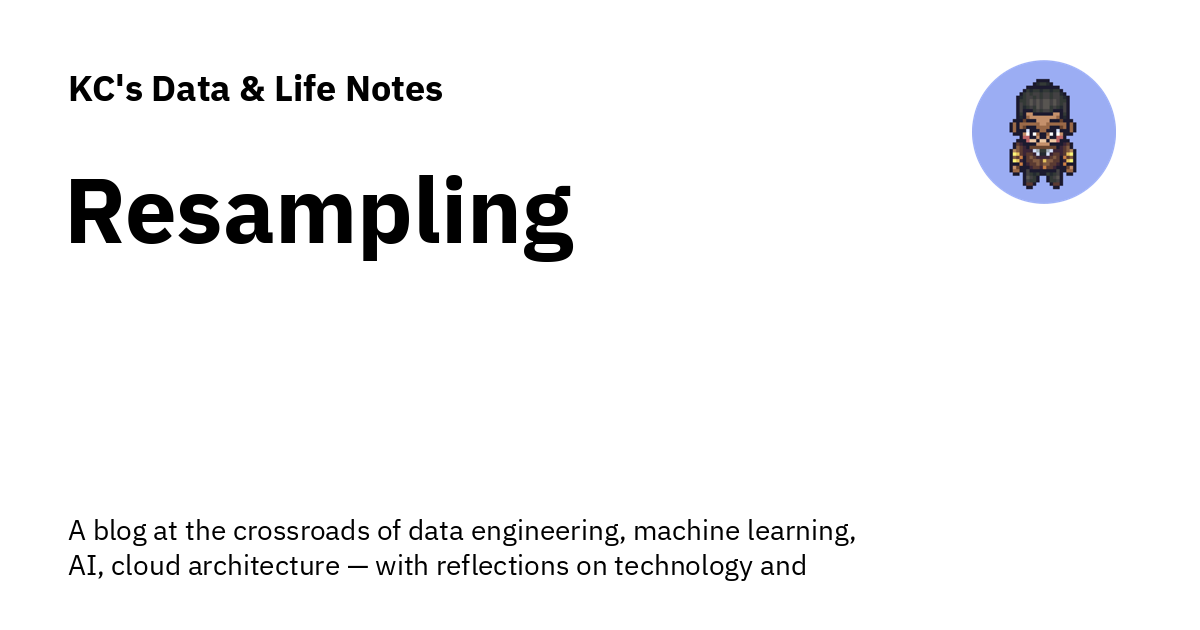 KC's Data & Life Notes
Resampling
A blog at the crossroads of data engineering, machine learning,
AI, cloud architecture — with reflections on technology and